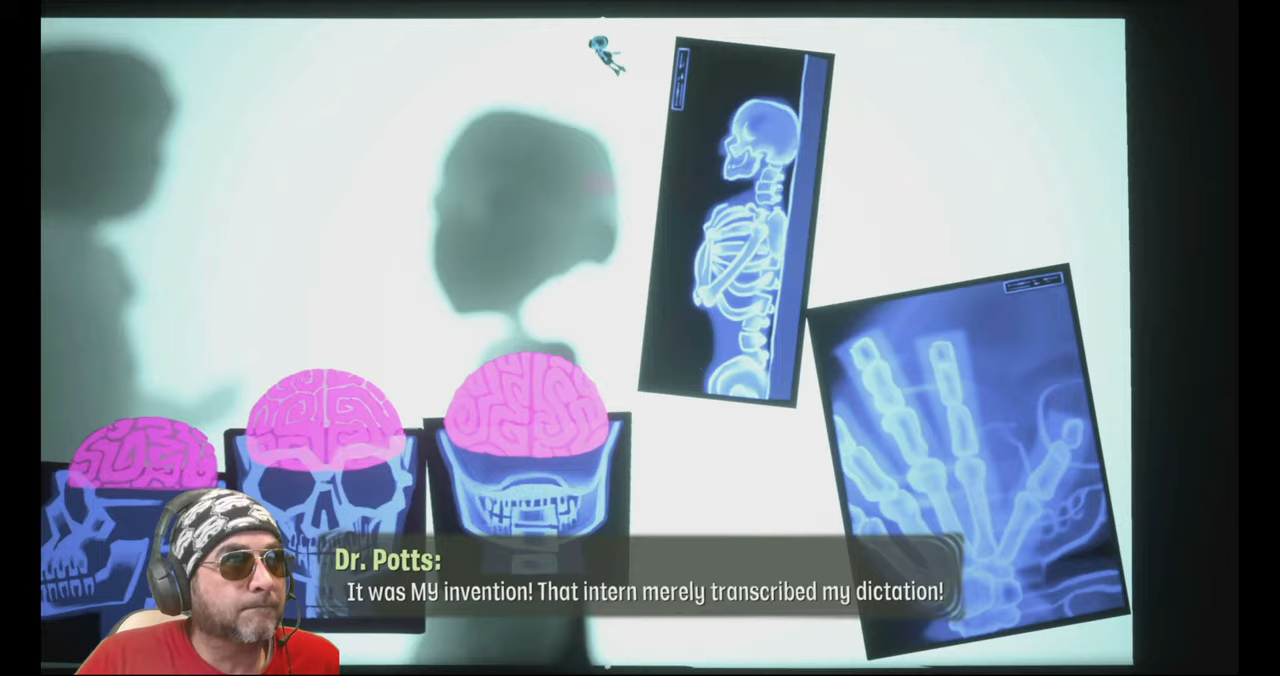 Dr. Potts:
It was MY invention! That intern merely transcribed my dictation!